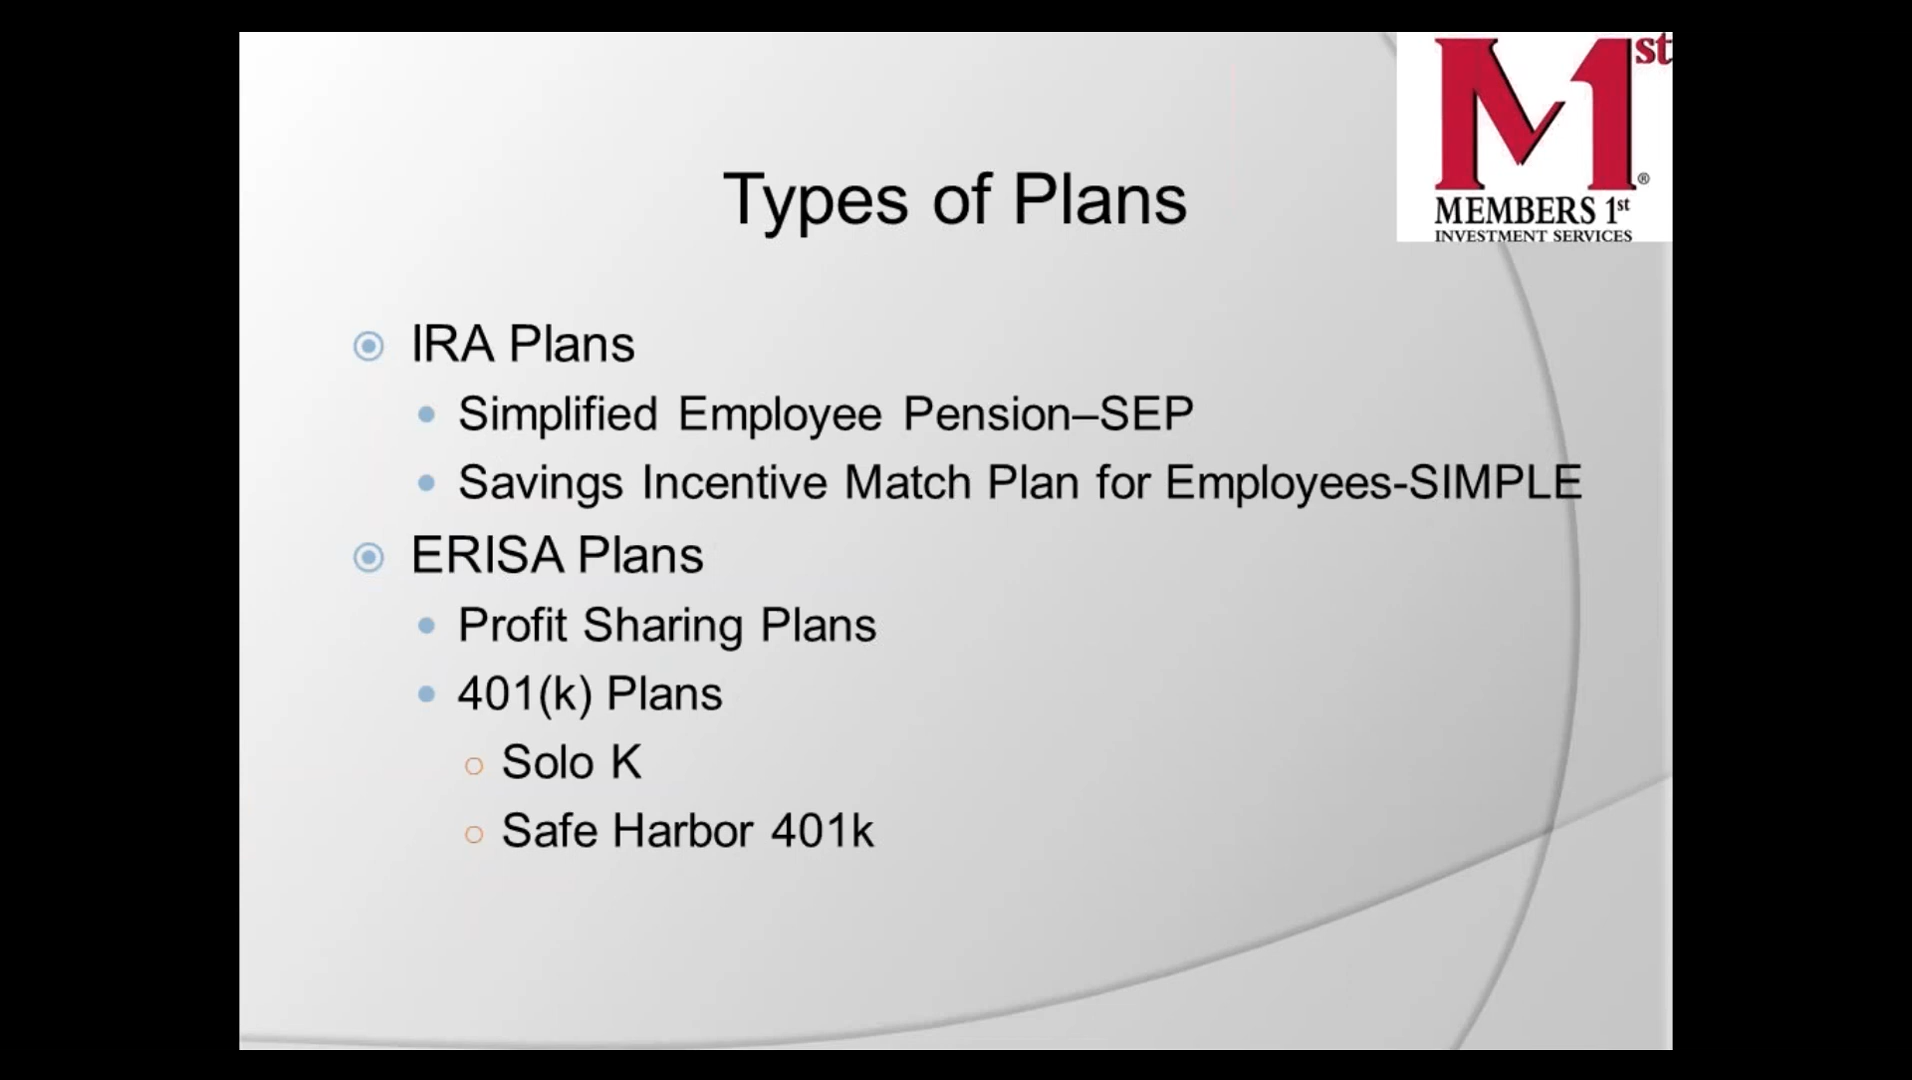 M1st®
MEMBERS 1st
INVESTMENT SERVICES
Types of Plans
IRA Plans
Simplified Employee Pension–SEP
Savings Incentive Match Plan for Employees-SIMPLE
ERISA Plans
Profit Sharing Plans
401(k) Plans
Solo K
Safe Harbor 401k